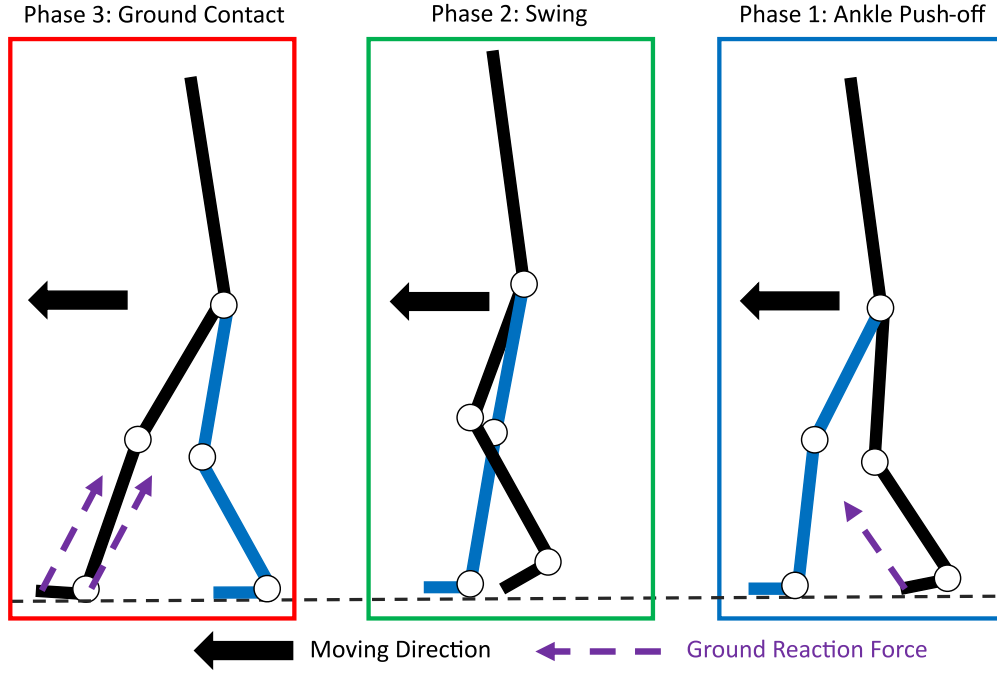 Phase 3: Ground Contact
Phase 2: Swing
Phase 1: Ankle Push-off
Moving Direction
Ground Reaction Force